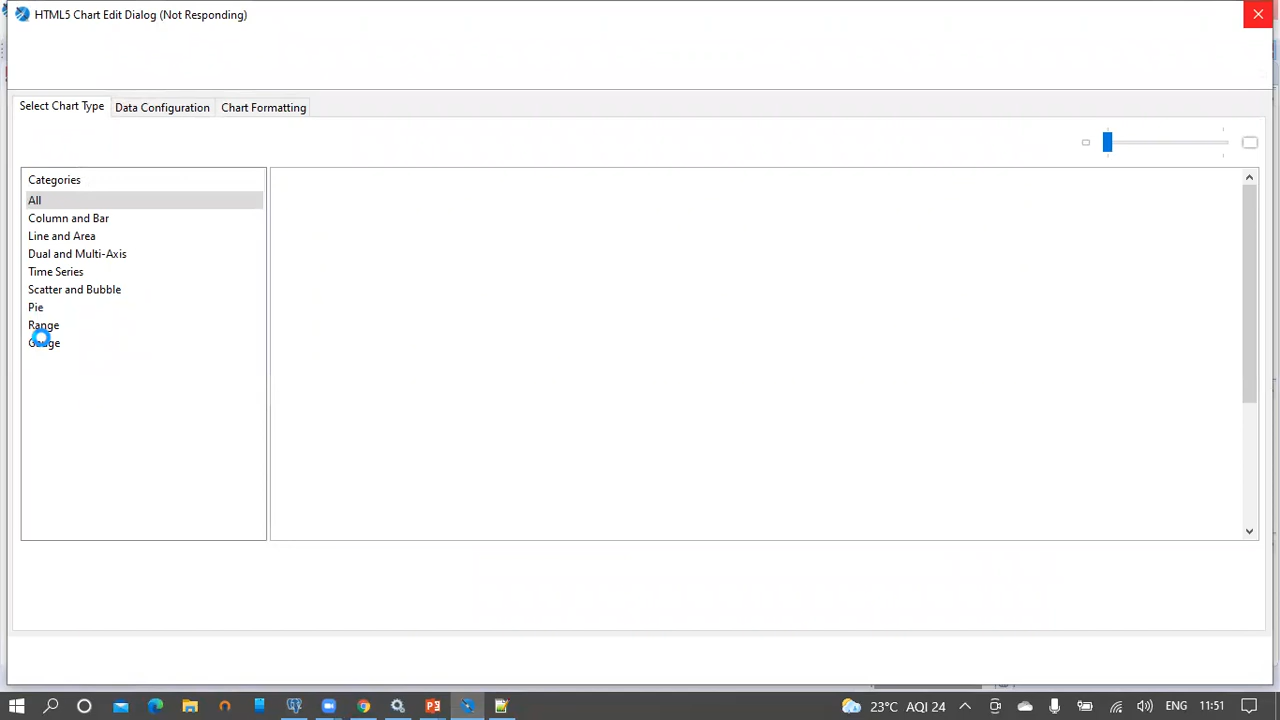 HTML5 Chart Edit Dialog (Not Responding)
Select Chart Type
Data Configuration
Chart Formatting
Categories
All
Column and Bar
Line and Area
Dual and Multi-Axis
Time Series
Scatter and Bubble
Pie
Range
Gauge
23°C AQI 24
ENG
11:51